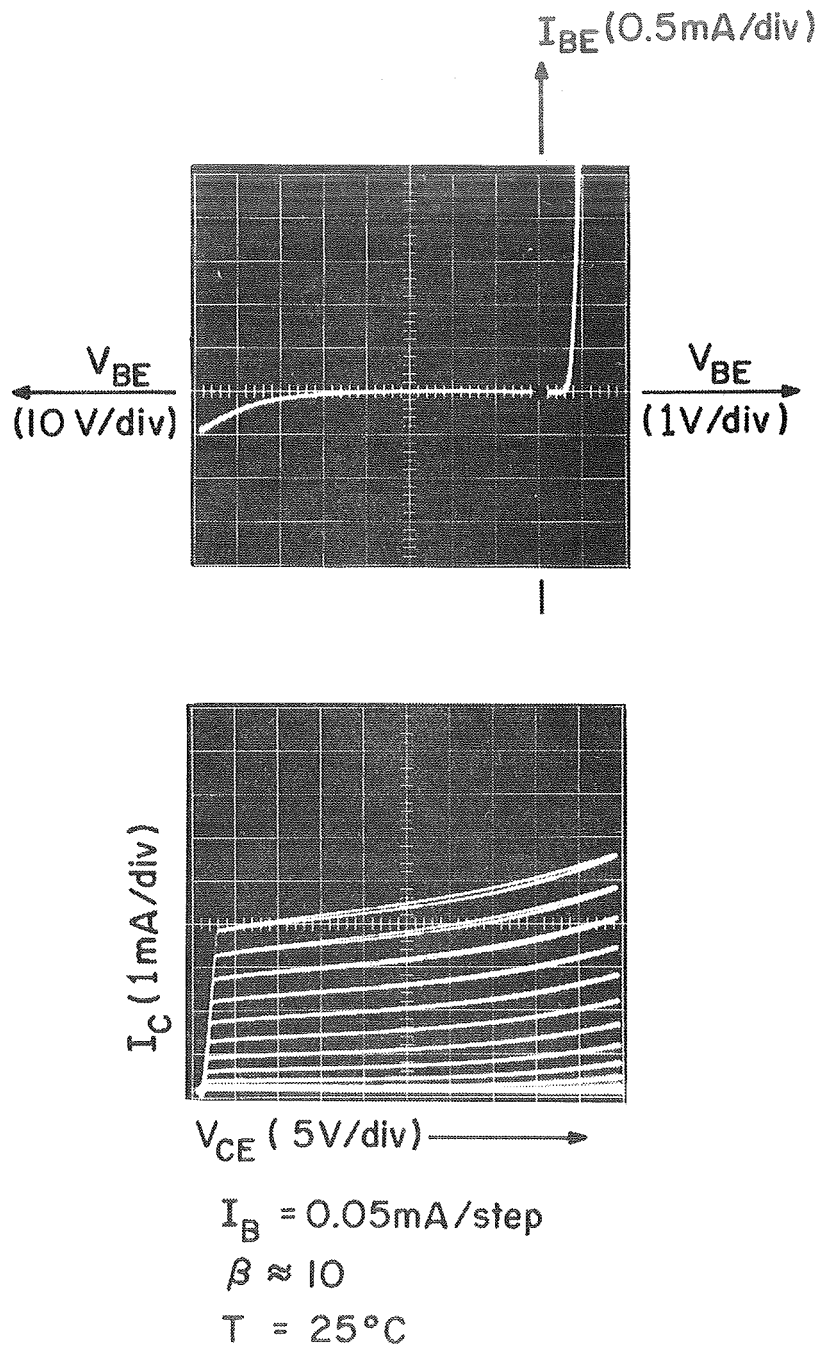 I_BE (0.5mA/div)
V_BE
(10 V/div)
V_BE
(1V/div)
I_C (1mA/div)
V_CE ( 5V/div)
I_B = 0.05mA/step
β ≈ 10
T = 25°C